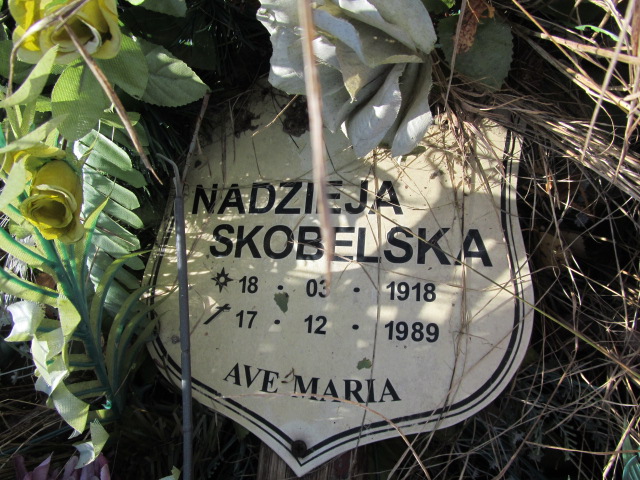 NADZIEJA
SKOBELSKA
18 · 03 · 1918
17 · 12 · 1989
AVE MARIA